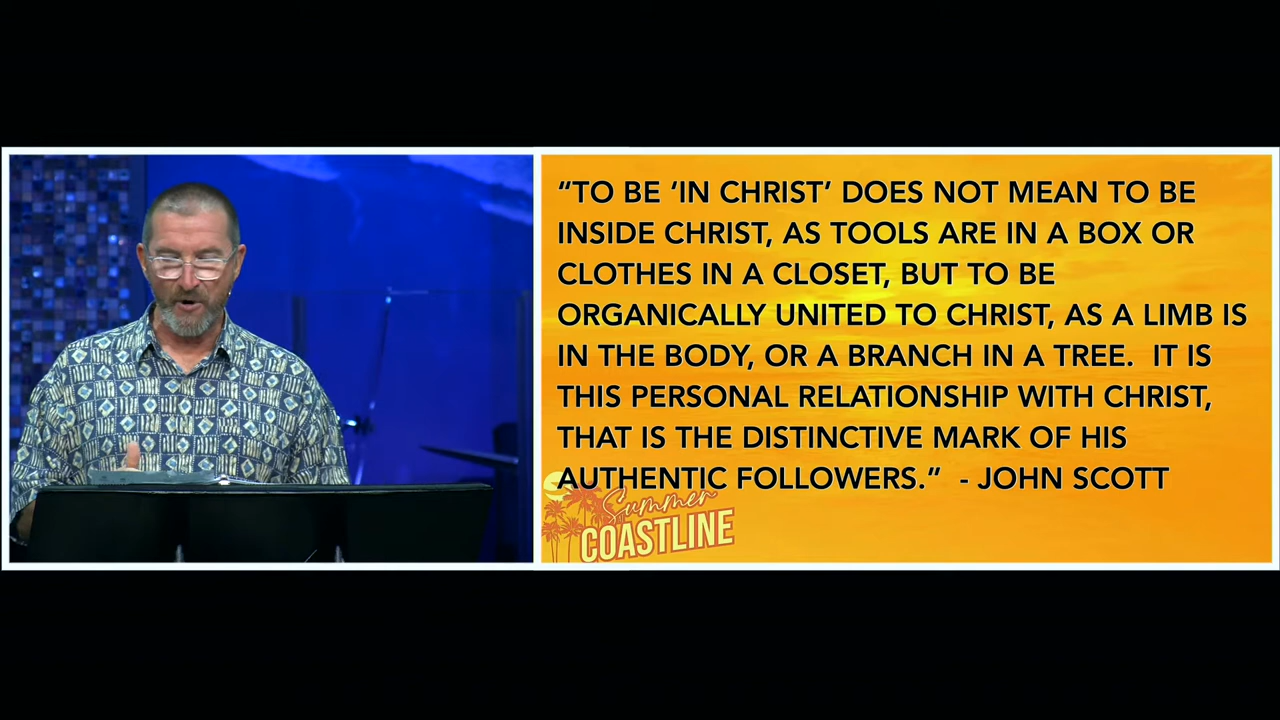 “TO BE ‘IN CHRIST’ DOES NOT MEAN TO BE
INSIDE CHRIST, AS TOOLS ARE IN A BOX OR
CLOTHES IN A CLOSET, BUT TO BE
ORGANICALLY UNITED TO CHRIST, AS A LIMB IS
IN THE BODY, OR A BRANCH IN A TREE.  IT IS
THIS PERSONAL RELATIONSHIP WITH CHRIST,
THAT IS THE DISTINCTIVE MARK OF HIS
AUTHENTIC FOLLOWERS.”  - JOHN SCOTT
Summer
COASTLINE